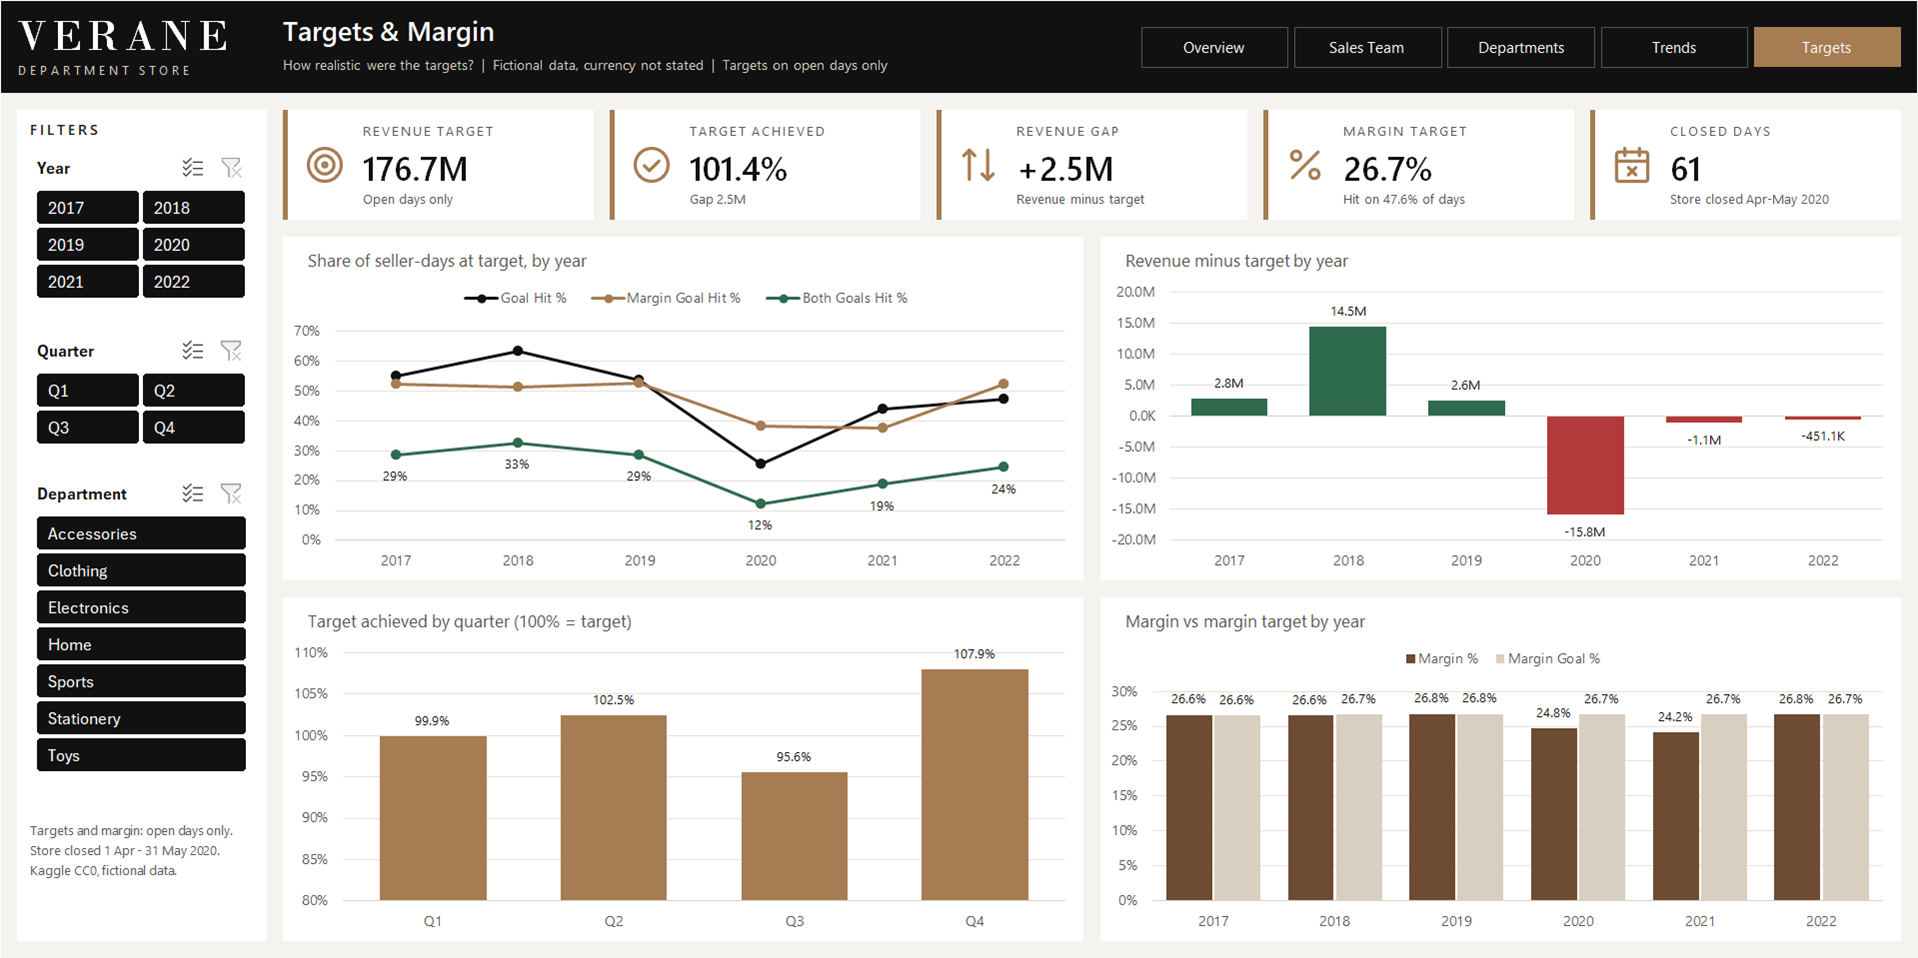 VERANE
DEPARTMENT STORE
Targets & Margin
How realistic were the targets? | Fictional data, currency not stated | Targets on open days only
Overview
Sales Team
Departments
Trends
Targets
FILTERS
Year
2017 2018
2019 2020
2021 2022
Quarter
Q1 Q2
Q3 Q4
Department
Accessories
Clothing
Electronics
Home
Sports
Stationery
Toys
Targets and margin: open days only.
Store closed 1 Apr - 31 May 2020.
Kaggle CC0, fictional data.
REVENUE TARGET
176.7M
Open days only
TARGET ACHIEVED
101.4%
Gap 2.5M
REVENUE GAP
+2.5M
Revenue minus target
MARGIN TARGET
26.7%
Hit on 47.6% of days
CLOSED DAYS
61
Store closed Apr-May 2020
Share of seller-days at target, by year
Goal Hit % Margin Goal Hit % Both Goals Hit %
70%
60%
50%
40%
30%
20%
10%
0%
29% 33% 29% 12% 19% 24%
2017 2018 2019 2020 2021 2022
Revenue minus target by year
20.0M
15.0M
10.0M
5.0M
0.0K
-5.0M
-10.0M
-15.0M
-20.0M
2.8M 14.5M 2.6M -15.8M -1.1M -451.1K
2017 2018 2019 2020 2021 2022
Target achieved by quarter (100% = target)
110%
105%
100%
95%
90%
85%
80%
99.9% 102.5% 95.6% 107.9%
Q1 Q2 Q3 Q4
Margin vs margin target by year
Margin % Margin Goal %
30%
25%
20%
15%
10%
5%
0%
26.6% 26.6% 26.6% 26.7% 26.8% 26.8% 24.8% 26.7% 24.2% 26.7% 26.8% 26.7%
2017 2018 2019 2020 2021 2022